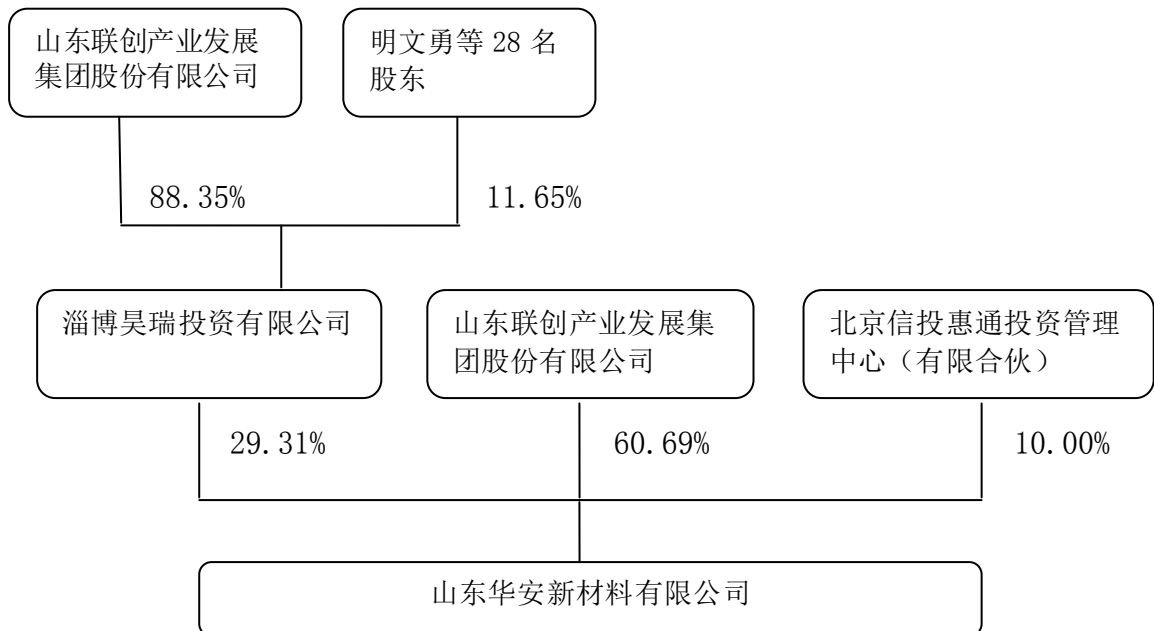 山东联创产业发展
集团股份有限公司
明文勇等 28 名
股东
88.35%
11.65%
淄博昊瑞投资有限公司
山东联创产业发展集
团股份有限公司
北京信投惠通投资管理
中心（有限合伙）
29.31%
60.69%
10.00%
山东华安新材料有限公司